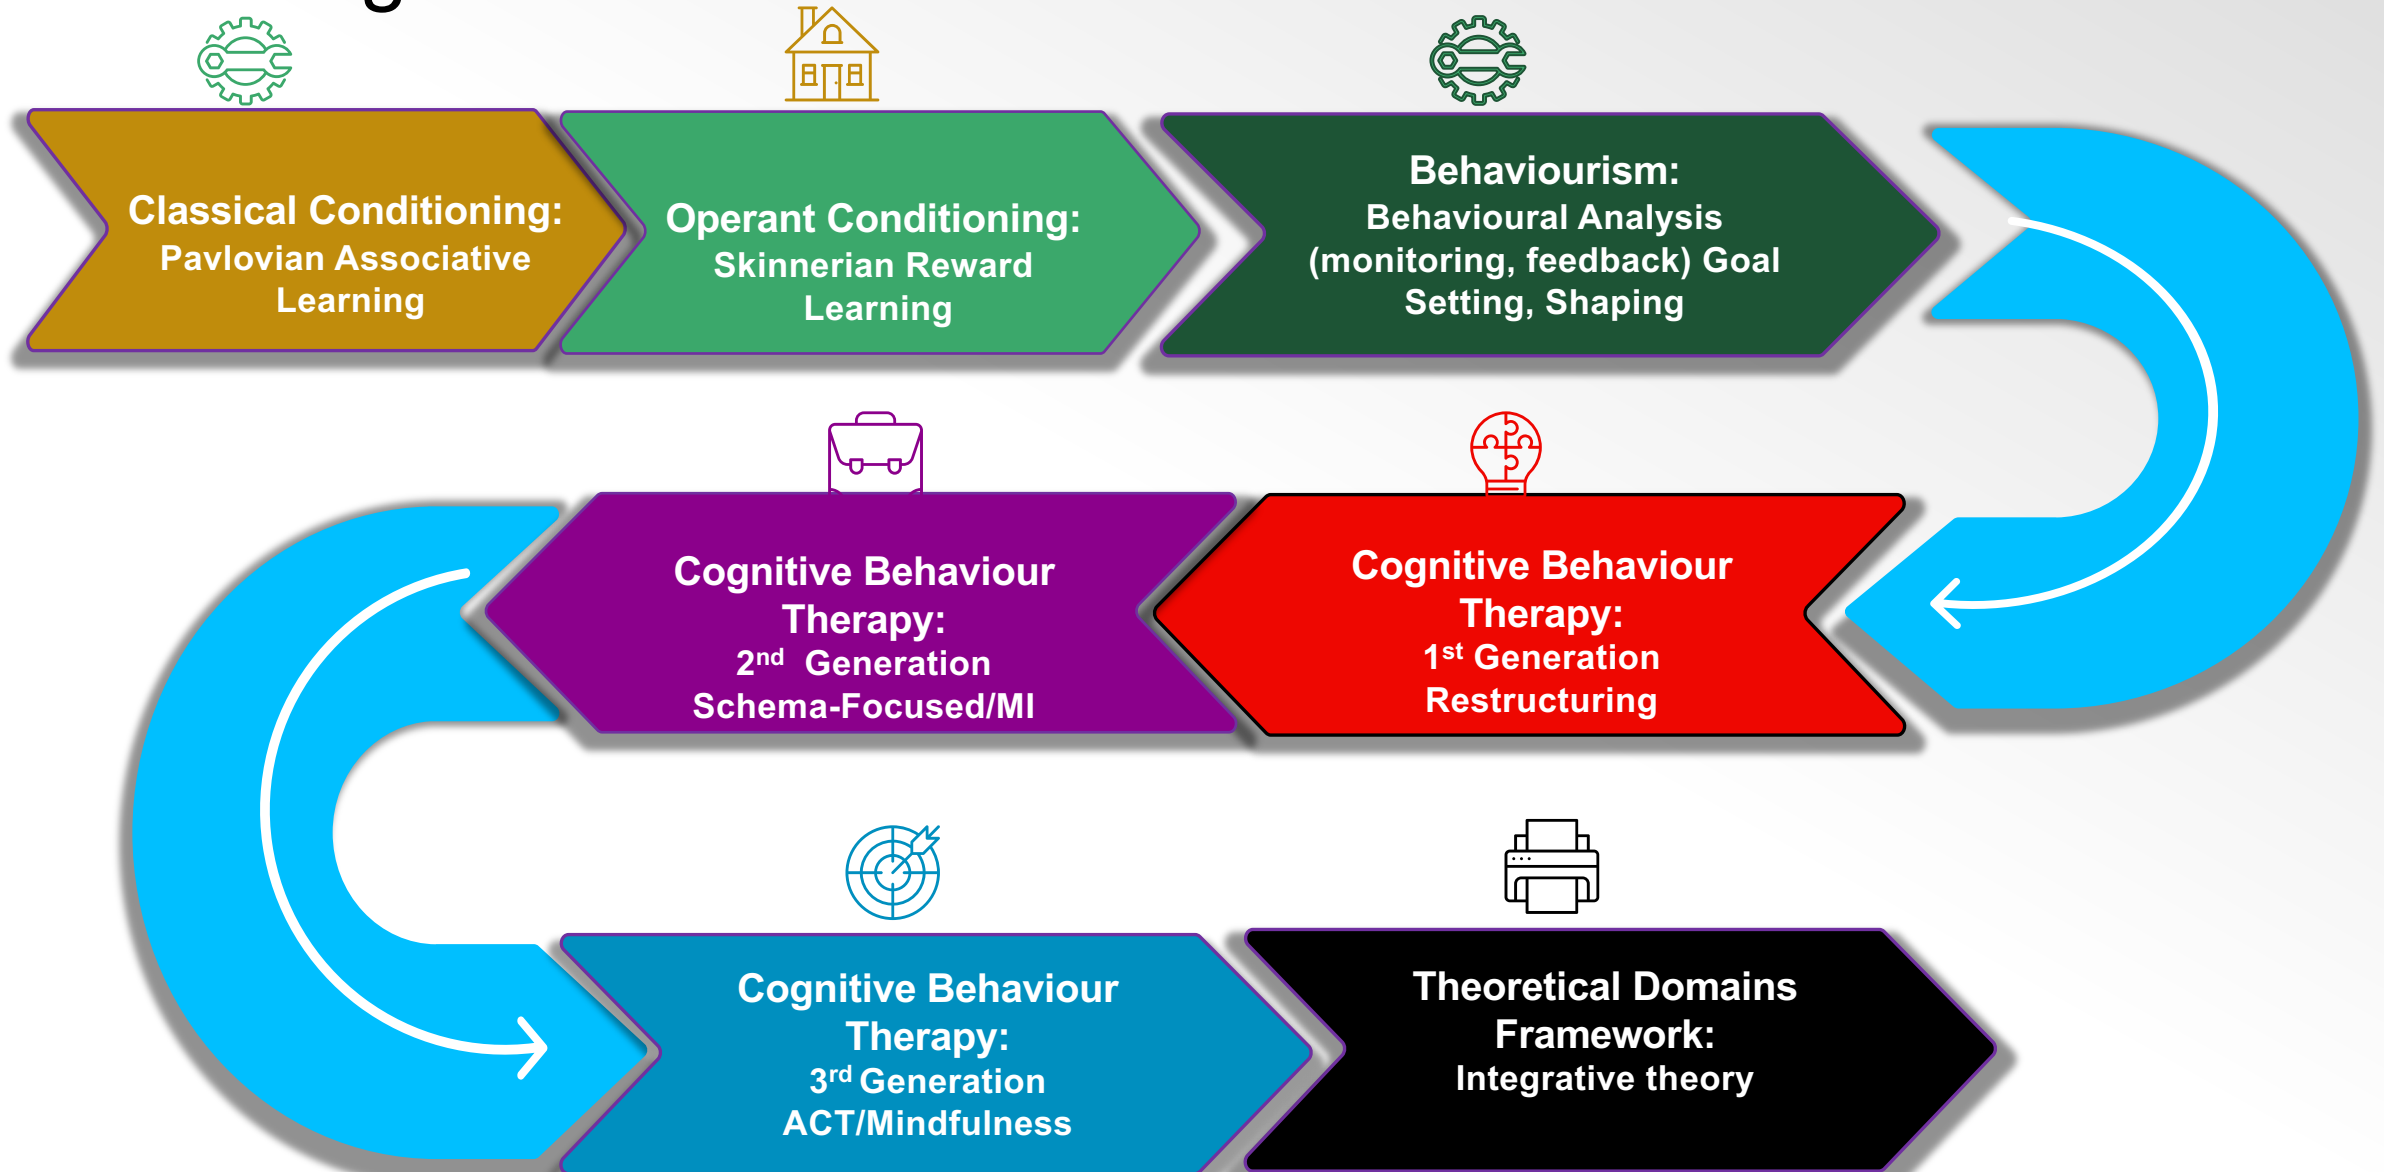 Classical Conditioning:
Pavlovian Associative
Learning
Operant Conditioning:
Skinnerian Reward
Learning
Behaviourism:
Behavioural Analysis
(monitoring, feedback) Goal
Setting, Shaping
Cognitive Behaviour
Therapy:
1st Generation
Restructuring
Cognitive Behaviour
Therapy:
2nd Generation
Schema-Focused/MI
Cognitive Behaviour
Therapy:
3rd Generation
ACT/Mindfulness
Theoretical Domains
Framework:
Integrative theory